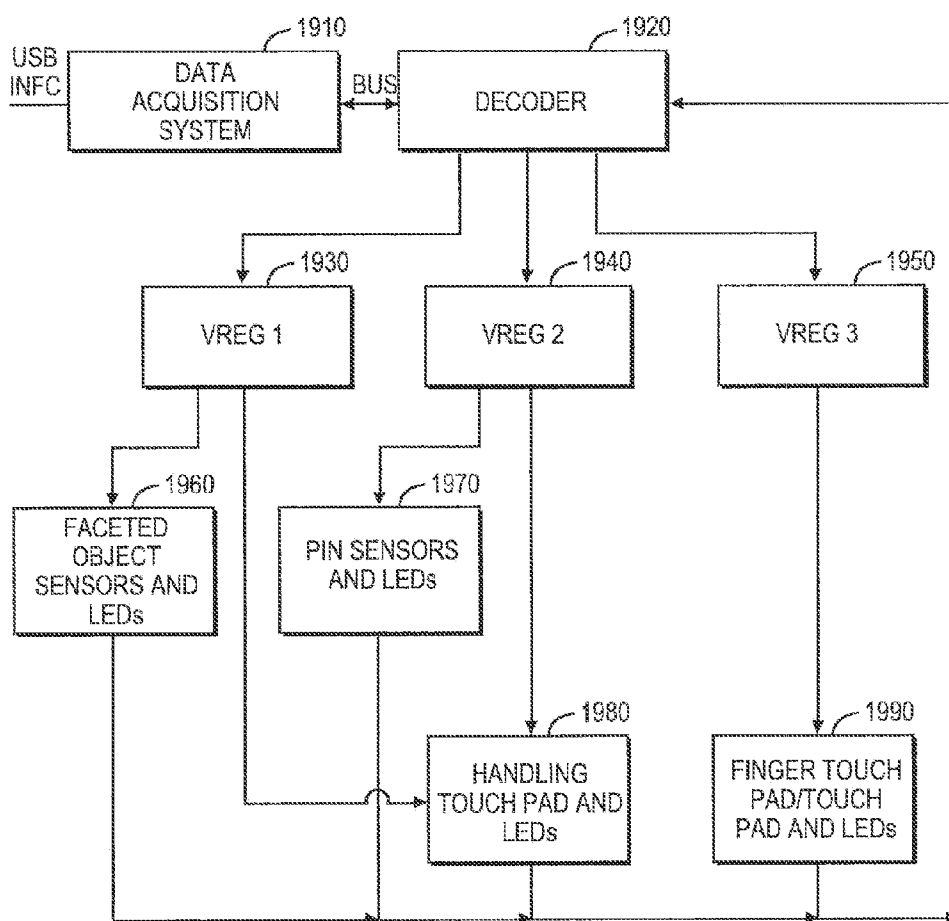 1910
1920
USB
INFC
DATA
ACQUISITION
SYSTEM
BUS
DECODER
1930
1940
1950
VREG 1
VREG 2
VREG 3
1960
1970
FACETED
OBJECT
SENSORS AND
LEDs
PIN SENSORS
AND LEDs
1980
1990
HANDLING
TOUCH PAD AND
LEDs
FINGER TOUCH
PAD/TOUCH
PAD AND LEDs